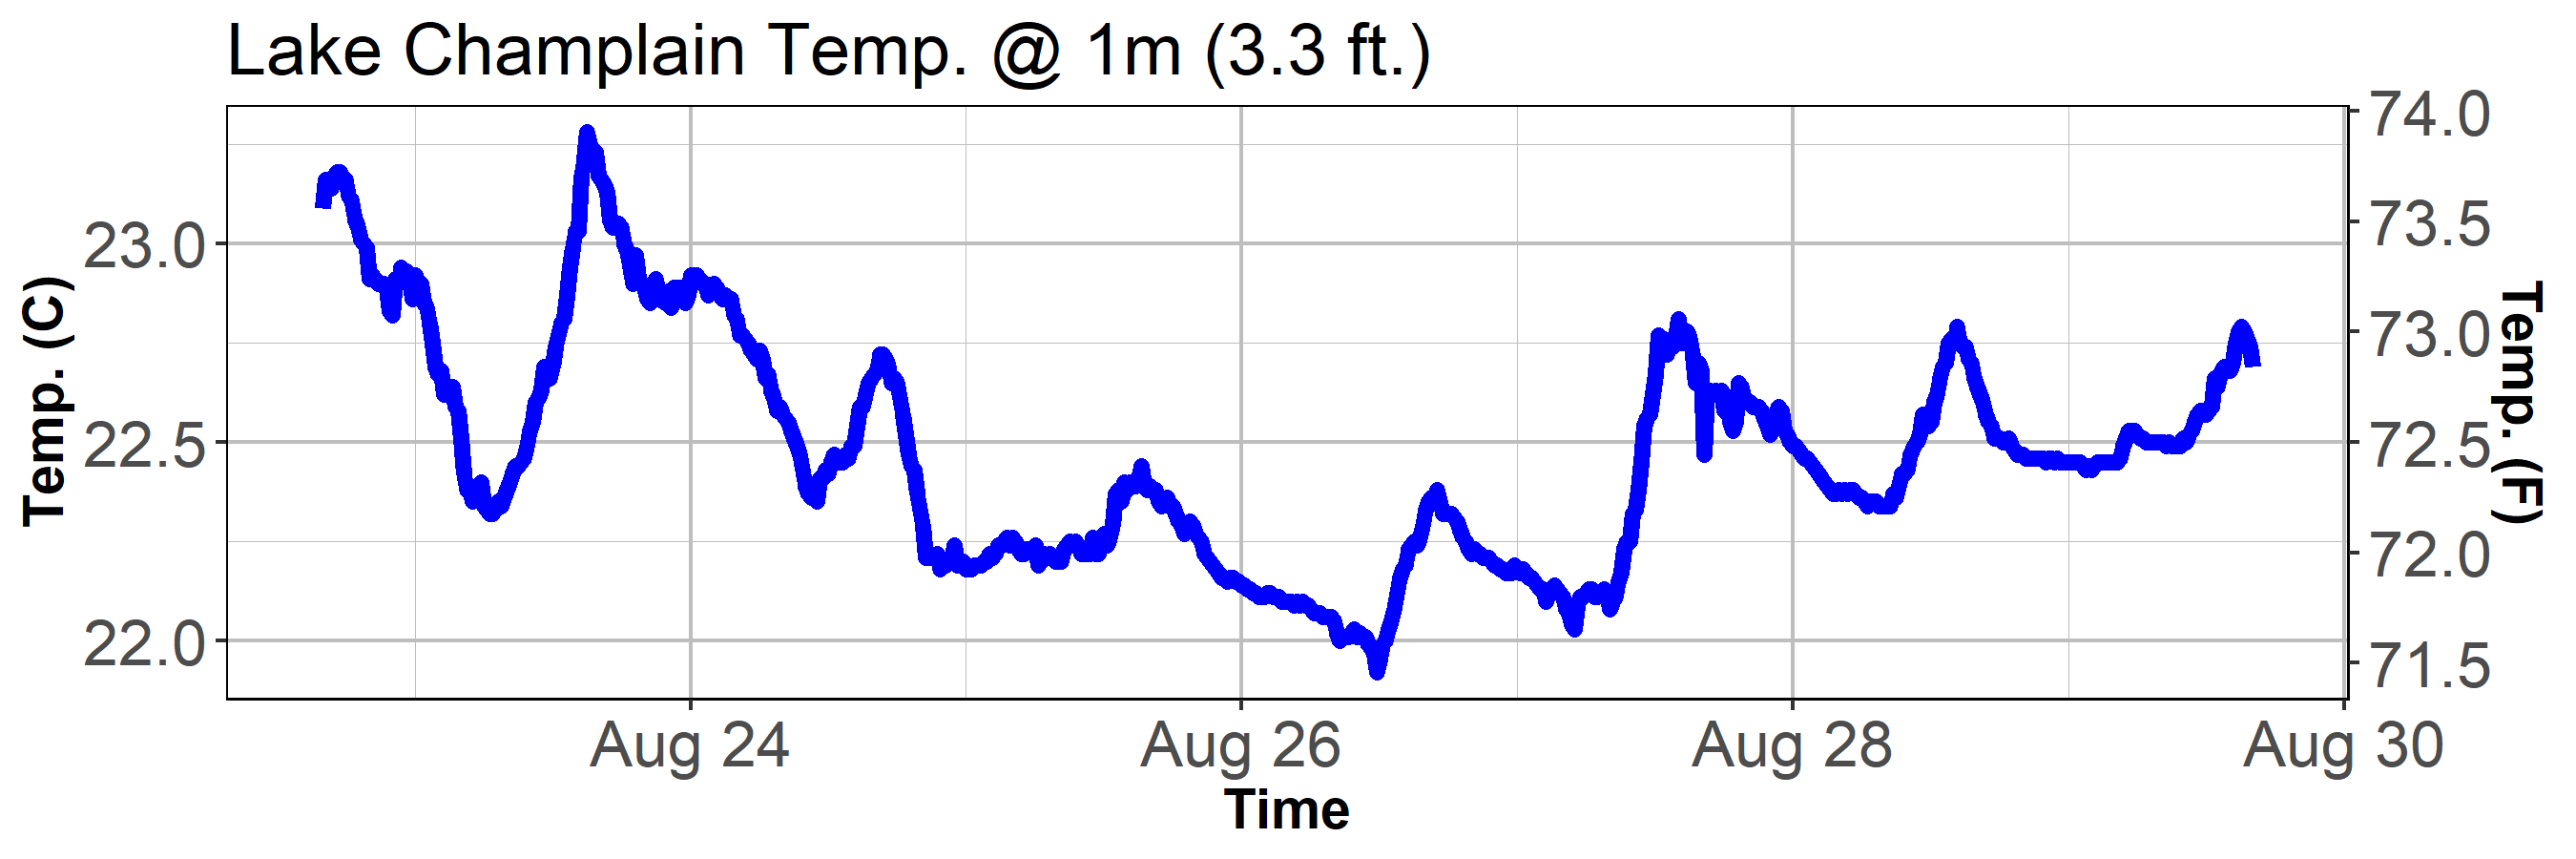 Lake Champlain Temp. @ 1m (3.3 ft.)
Temp. (C)
23.0
22.5
22.0
74.0
73.5
73.0
72.5
72.0
71.5
Temp. (F)
Aug 24 Aug 26 Aug 28 Aug 30
Time